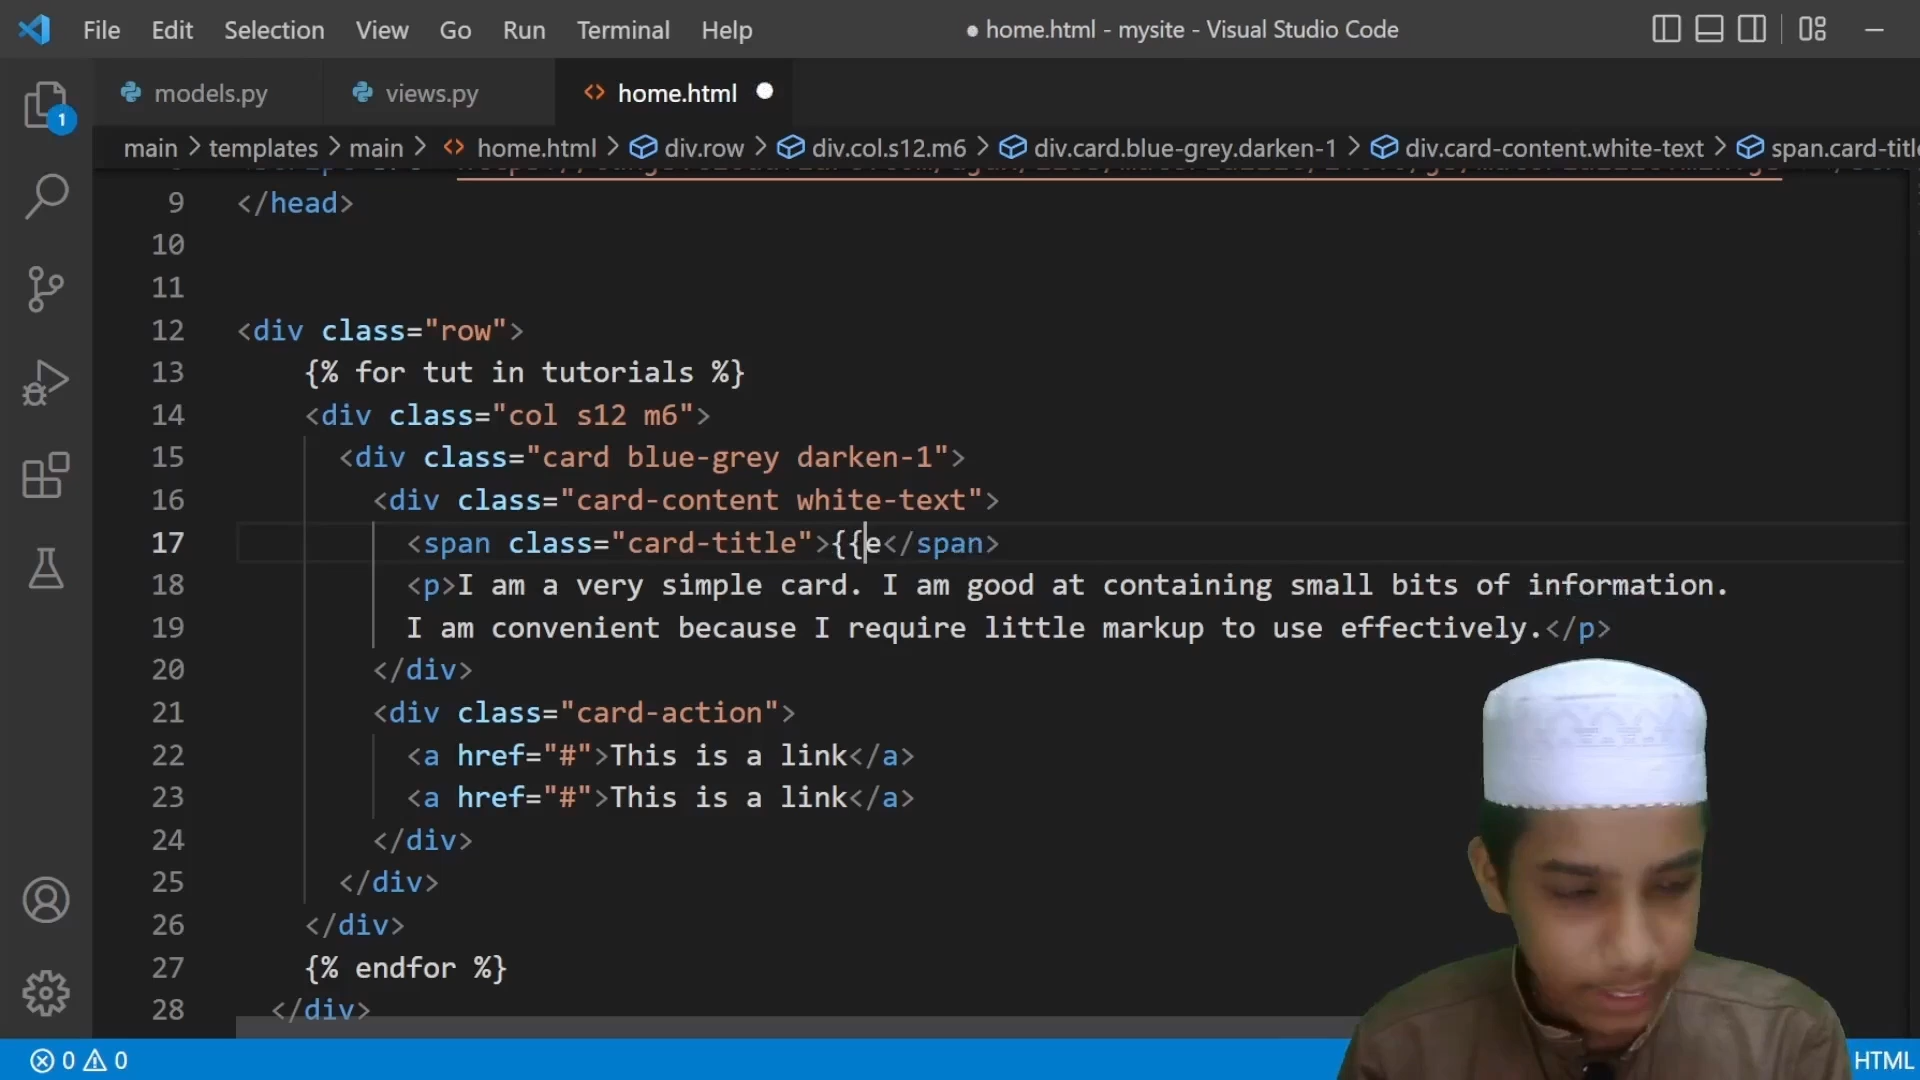 File Edit Selection View Go Run Terminal Help ● home.html - mysite - Visual Studio Code
models.py views.py <> home.html ●
1
main > templates > main > <> home.html > div.row > div.col.s12.m6 > div.card.blue-grey.darken-1 > div.card-content.white-text > span.card-title
9 </head>
10
11
12 <div class="row">
13 {% for tut in tutorials %}
14 <div class="col s12 m6">
15 <div class="card blue-grey darken-1">
16 <div class="card-content white-text">
17 <span class="card-title">{{e</span>
18 <p>I am a very simple card. I am good at containing small bits of information.
19 I am convenient because I require little markup to use effectively.</p>
20 </div>
21 <div class="card-action">
22 <a href="#">This is a link</a>
23 <a href="#">This is a link</a>
24 </div>
25 </div>
26 </div>
27 {% endfor %}
28 </div>
0 0 HTML